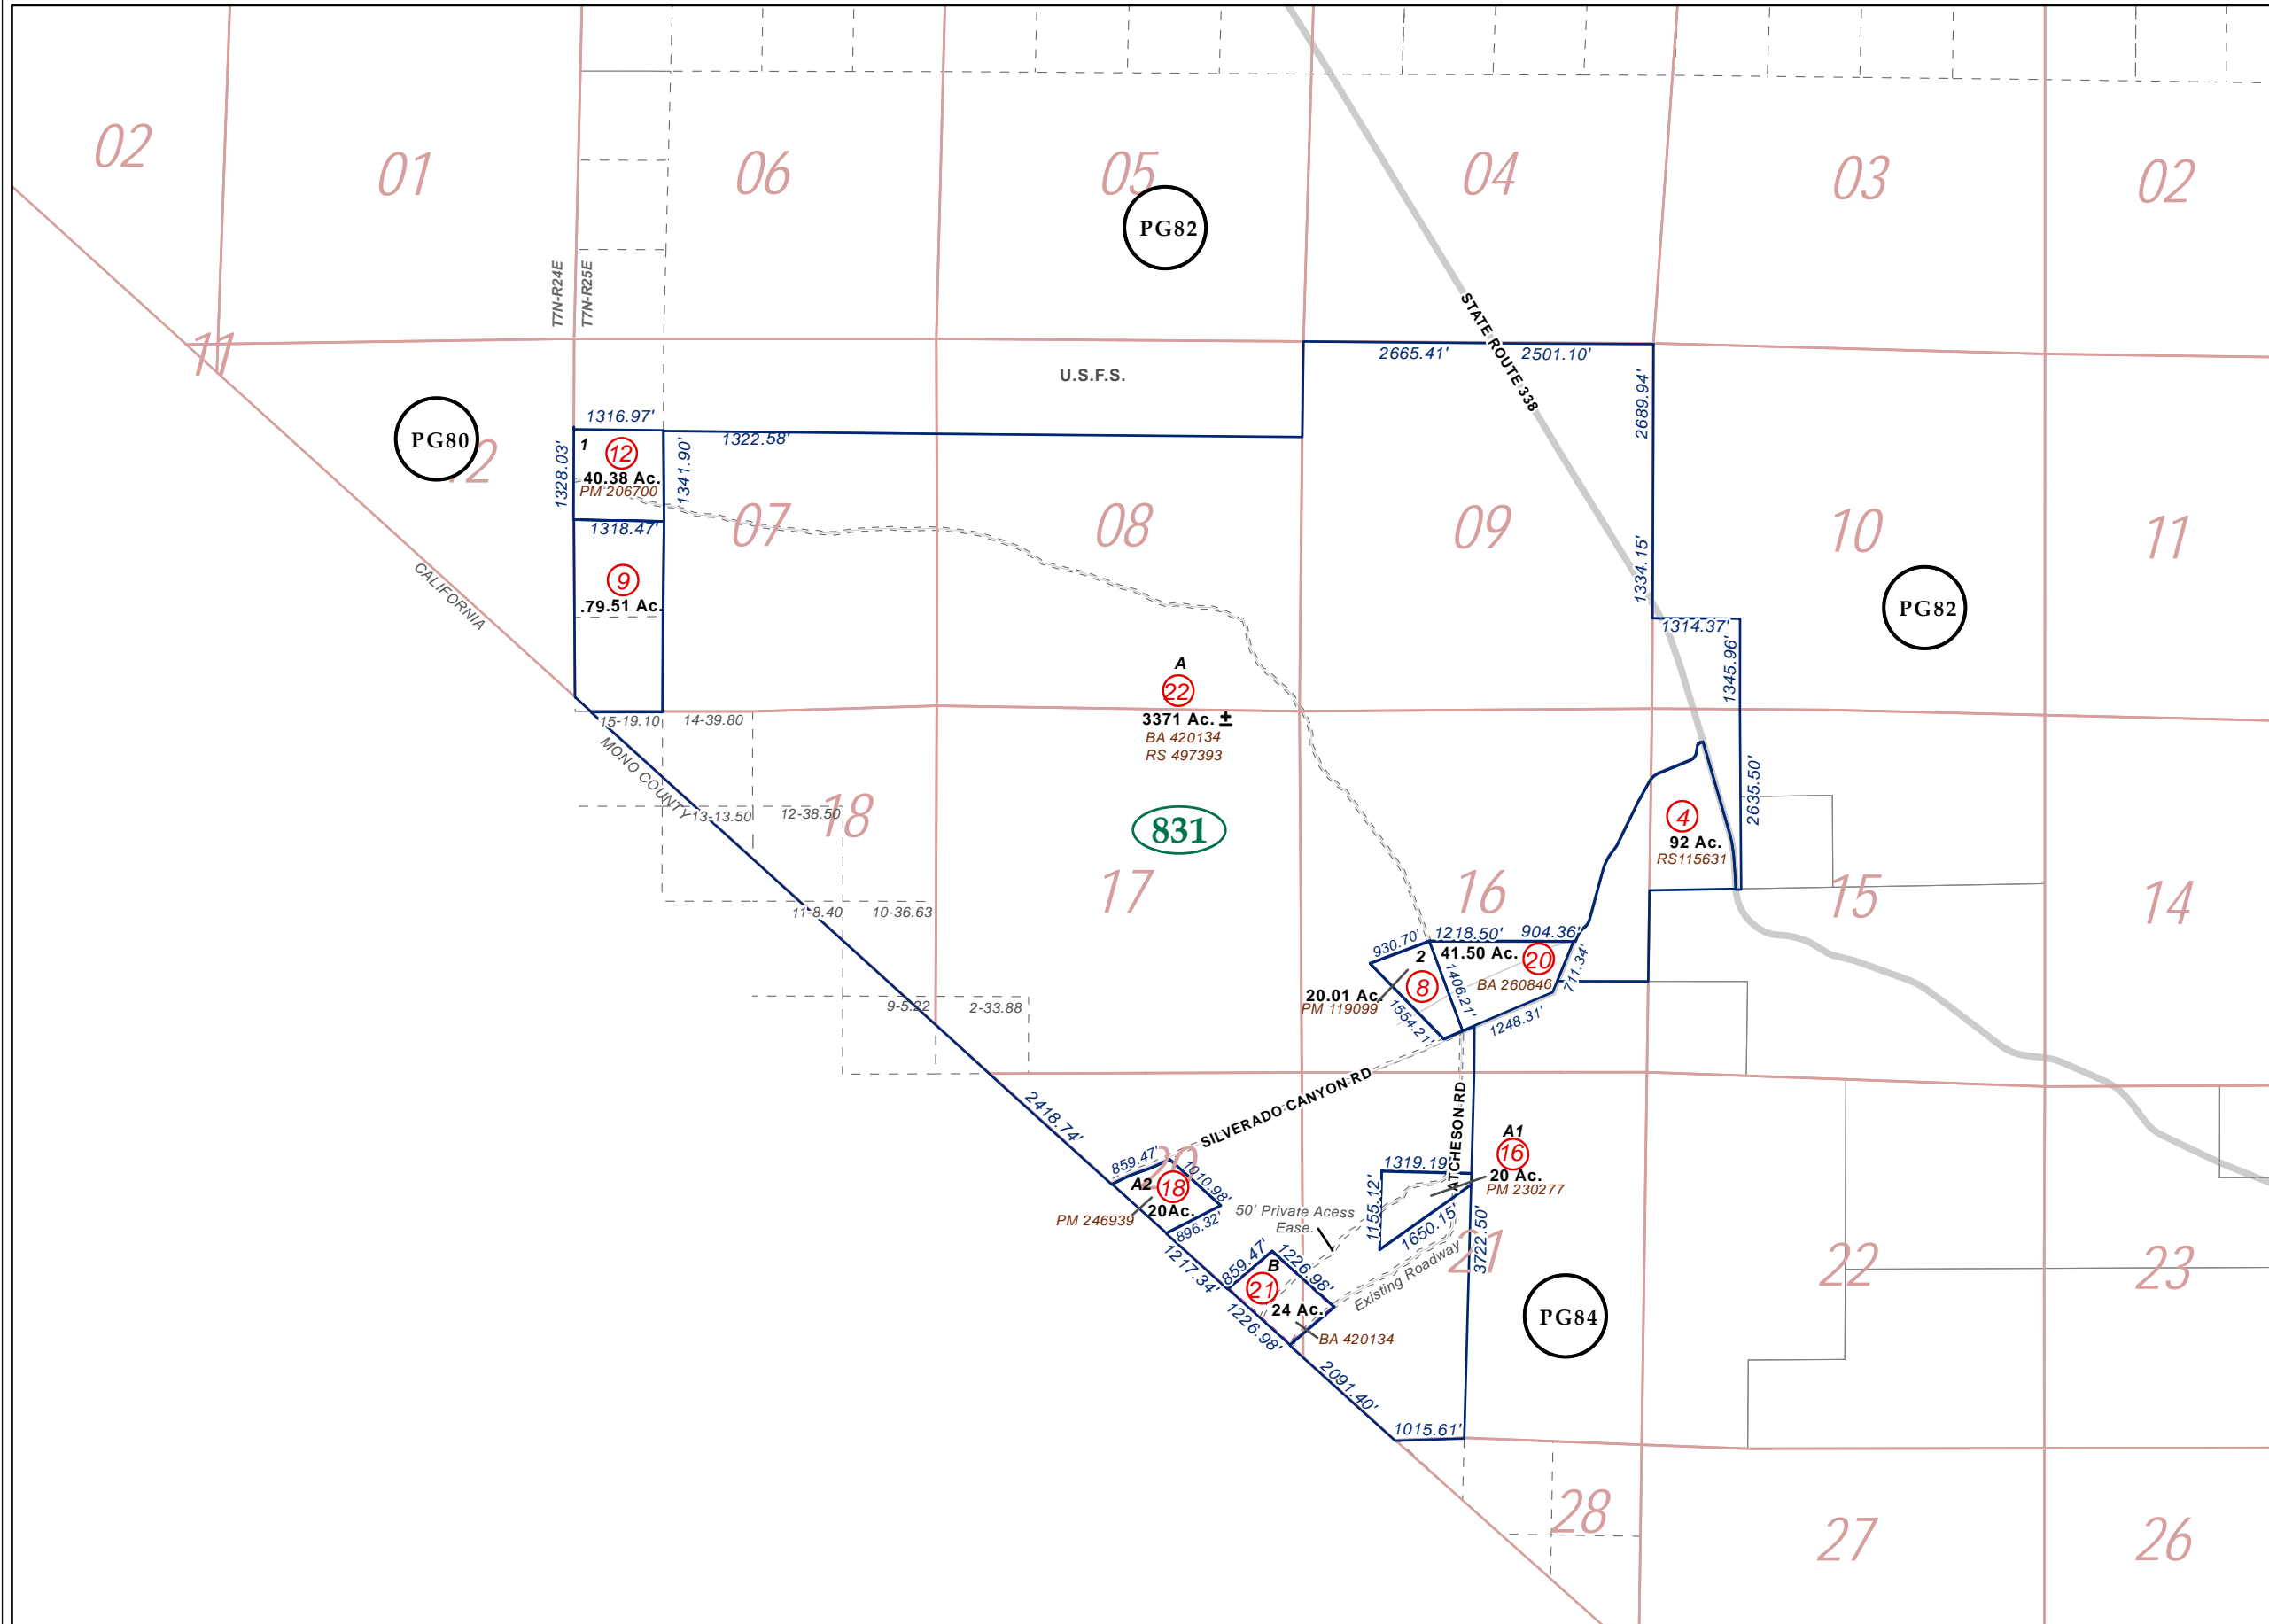 02
01
06
05
04
03
02
PG82
T7N-R24E
T7N-R25E
STATE ROUTE 338
11
U.S.F.S.
2665.41'
2501.10'
2689.94'
PG80
1316.97'
1322.58'
1328.03'
1
12
40.38 Ac.
PM 206700
1341.90'
1318.47'
07
08
09
10
11
CALIFORNIA
9
.79.51 Ac.
1334.15'
1314.37'
PG82
1345.96'
A
22
3371 Ac. ±
BA 420134
RS 497393
15-19.10
14-39.80
MONO COUNTY
13-13.50
12-38.50
18
831
2635.50'
4
92 Ac.
RS115631
17
16
15
14
11-8.40
10-36.63
930.70'
1218.50'
904.36'
2
41.50 Ac.
20
8
1406.21'
BA 260846
711.34'
20.01 Ac.
PM 119099
1554.21'
1248.31'
9-5.22
2-33.88
2418.74'
SILVERADO CANYON RD
ATCHESON RD
A1
16
20 Ac.
PM 230277
859.47'
20
1010.98'
A2
18
20Ac.
PM 246939
896.32'
1319.19'
1155.12'
1650.15'
50' Private Acess
Ease.
3722.50'
21
22
23
1217.34'
859.47'
B
1226.98'
21
24 Ac.
Existing Roadway
1226.98'
BA 420134
PG84
2091.40'
1015.61'
28
27
26